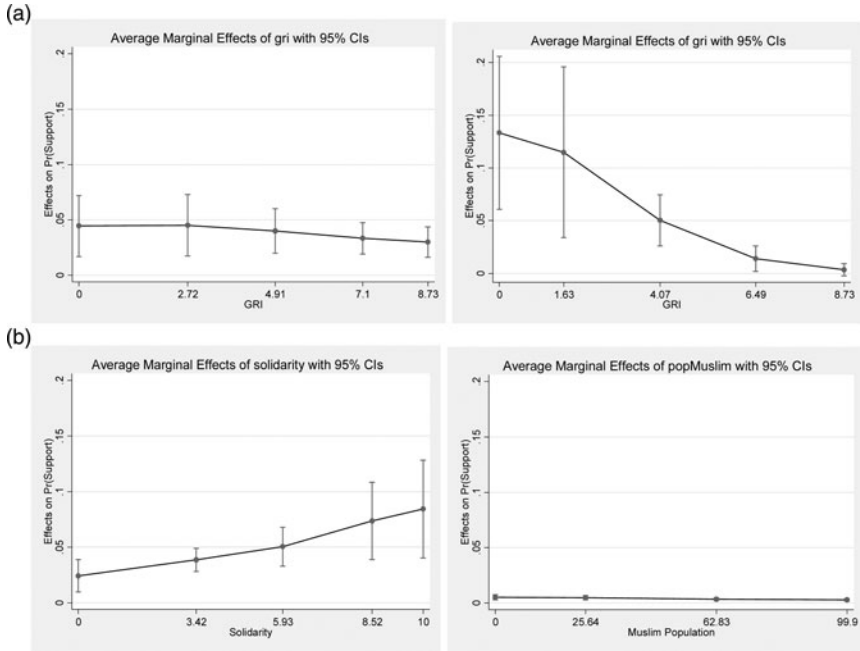 (a)
Average Marginal Effects of gri with 95% CIs
Effects on Pr(Support)
.2
.15
.1
.05
0
0 2.72 4.91 7.1 8.73
GRI
Average Marginal Effects of gri with 95% CIs
Effects on Pr(Support)
.2
.15
.1
.05
0
0 1.63 4.07 6.49 8.73
GRI
(b)
Average Marginal Effects of solidarity with 95% CIs
Effects on Pr(Support)
.2
.15
.1
.05
0
0 3.42 5.93 8.52 10
Solidarity
Average Marginal Effects of popMuslim with 95% CIs
Effects on Pr(Support)
.2
.15
.1
.05
0
0 25.64 62.83 99.9
Muslim Population